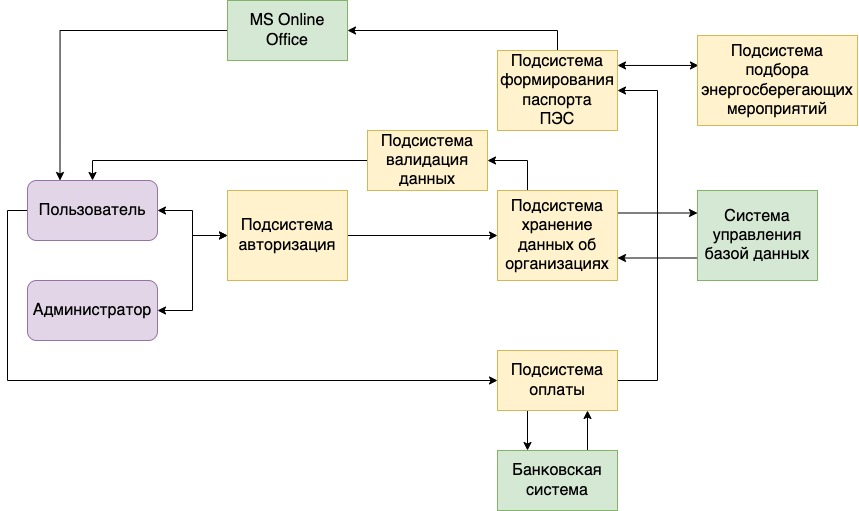 MS Online
Office
Подсистема
формирования
паспорта
ПЭС
Подсистема
подбора
энергосберегающих
мероприятий
Подсистема
валидация
данных
Пользователь
Подсистема
авторизация
Подсистема
хранение
данных об
организациях
Система
управления
базой данных
Администратор
Подсистема
оплаты
Банковская
система